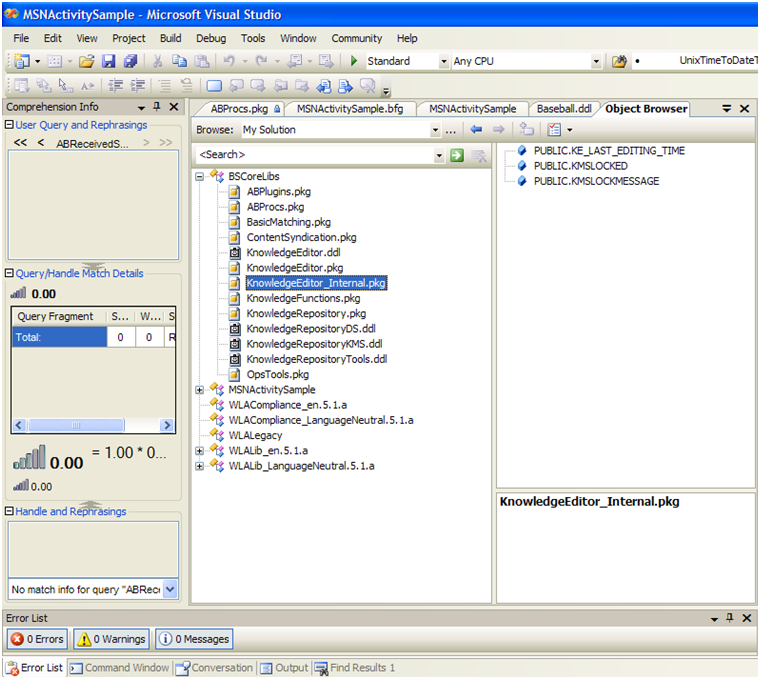 MSNActivitySample - Microsoft Visual Studio
File Edit View Project Build Debug Tools Window Community Help
Standard Any CPU UnixTimeToDateT
Comprehension Info
ABProcs.pkg MSNActivitySample.bfg MSNActivitySample Baseball.ddl Object Browser
User Query and Rephrasings
<< < ABReceivedS... > >>
Browse: My Solution ...
<Search>
BSCoreLibs
ABPlugins.pkg
ABProcs.pkg
BasicMatching.pkg
ContentSyndication.pkg
KnowledgeEditor.ddl
KnowledgeEditor.pkg
KnowledgeEditor_Internal.pkg
KnowledgeFunctions.pkg
KnowledgeRepository.pkg
KnowledgeRepositoryDS.ddl
KnowledgeRepositoryKMS.ddl
KnowledgeRepositoryTools.ddl
OpsTools.pkg
MSNActivitySample
WLACompliance_en.5.1.a
WLACompliance_LanguageNeutral.5.1.a
WLALegacy
WLALib_en.5.1.a
WLALib_LanguageNeutral.5.1.a
PUBLIC.KE_LAST_EDITING_TIME
PUBLIC.KMSLOCKED
PUBLIC.KMSLOCKMESSAGE
KnowledgeEditor_Internal.pkg
Query/Handle Match Details
0.00
Query Fragment S... W... S
Total: 0 0 R
0.00 = 1.00 * 0...
0.00
Handle and Rephrasings
No match info for query "ABRece
Error List
0 Errors 0 Warnings 0 Messages
Error List Command Window Conversation Output Find Results 1